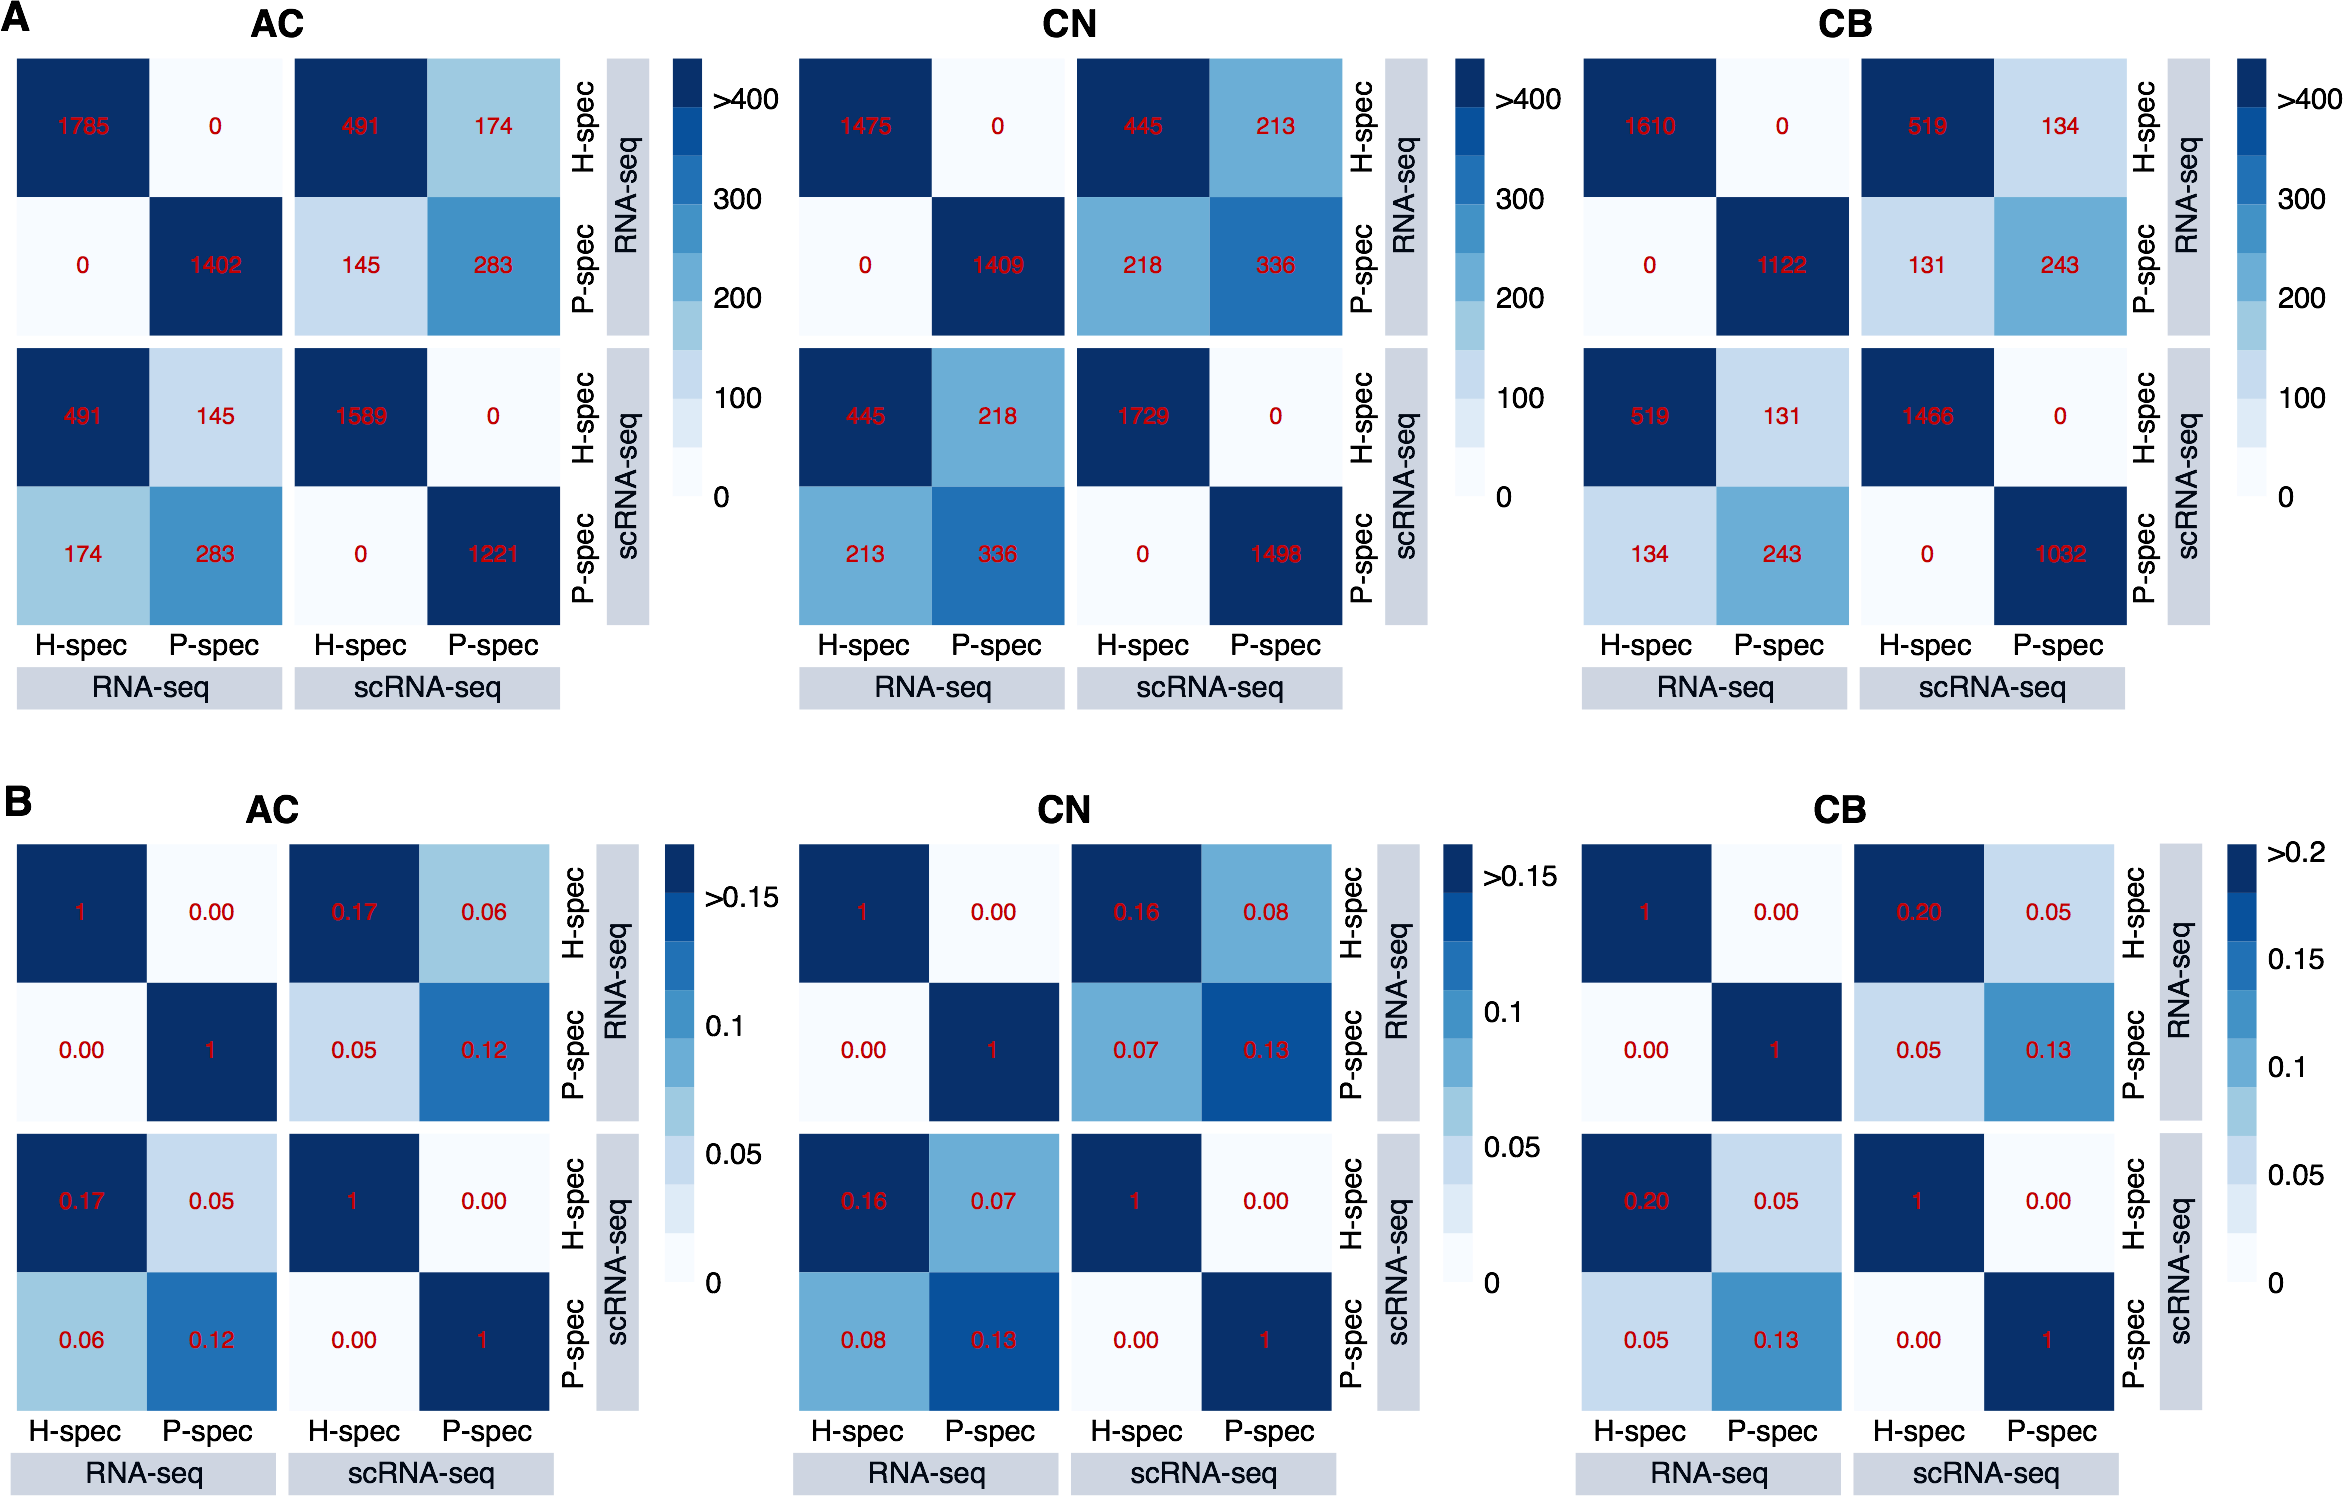 A
AC CN CB
1785 0 491 174 H-spec >400 1475 0 445 213 H-spec >400 1610 0 519 134 H-spec >400
RNA-seq RNA-seq RNA-seq
300 300 300
0 1402 145 283 P-spec 0 1409 218 336 P-spec 0 1122 131 243 P-spec
200 200 200
100 100 100
491 145 1589 0 H-spec 445 218 1729 0 H-spec 519 131 1466 0 H-spec
scRNA-seq scRNA-seq scRNA-seq
0 0 0
174 283 0 1221 P-spec 213 336 0 1498 P-spec 134 243 0 1032 P-spec
H-spec P-spec H-spec P-spec H-spec P-spec H-spec P-spec H-spec P-spec H-spec P-spec
RNA-seq scRNA-seq RNA-seq scRNA-seq RNA-seq scRNA-seq
B
AC CN CB
>0.15 >0.15 >0.2
1 0.00 0.17 0.06 H-spec 1 0.00 0.16 0.08 H-spec 1 0.00 0.20 0.05 H-spec
RNA-seq RNA-seq RNA-seq
0.1 0.1 0.15
0.00 1 0.05 0.12 P-spec 0.00 1 0.07 0.13 P-spec 0.00 1 0.05 0.13 P-spec
0.1
0.05 0.05 0.05
0.17 0.05 1 0.00 H-spec 0.16 0.07 1 0.00 H-spec 0.20 0.05 1 0.00 H-spec
scRNA-seq scRNA-seq scRNA-seq
0 0 0
0.06 0.12 0.00 1 P-spec 0.08 0.13 0.00 1 P-spec 0.05 0.13 0.00 1 P-spec
H-spec P-spec H-spec P-spec H-spec P-spec H-spec P-spec H-spec P-spec H-spec P-spec
RNA-seq scRNA-seq RNA-seq scRNA-seq RNA-seq scRNA-seq